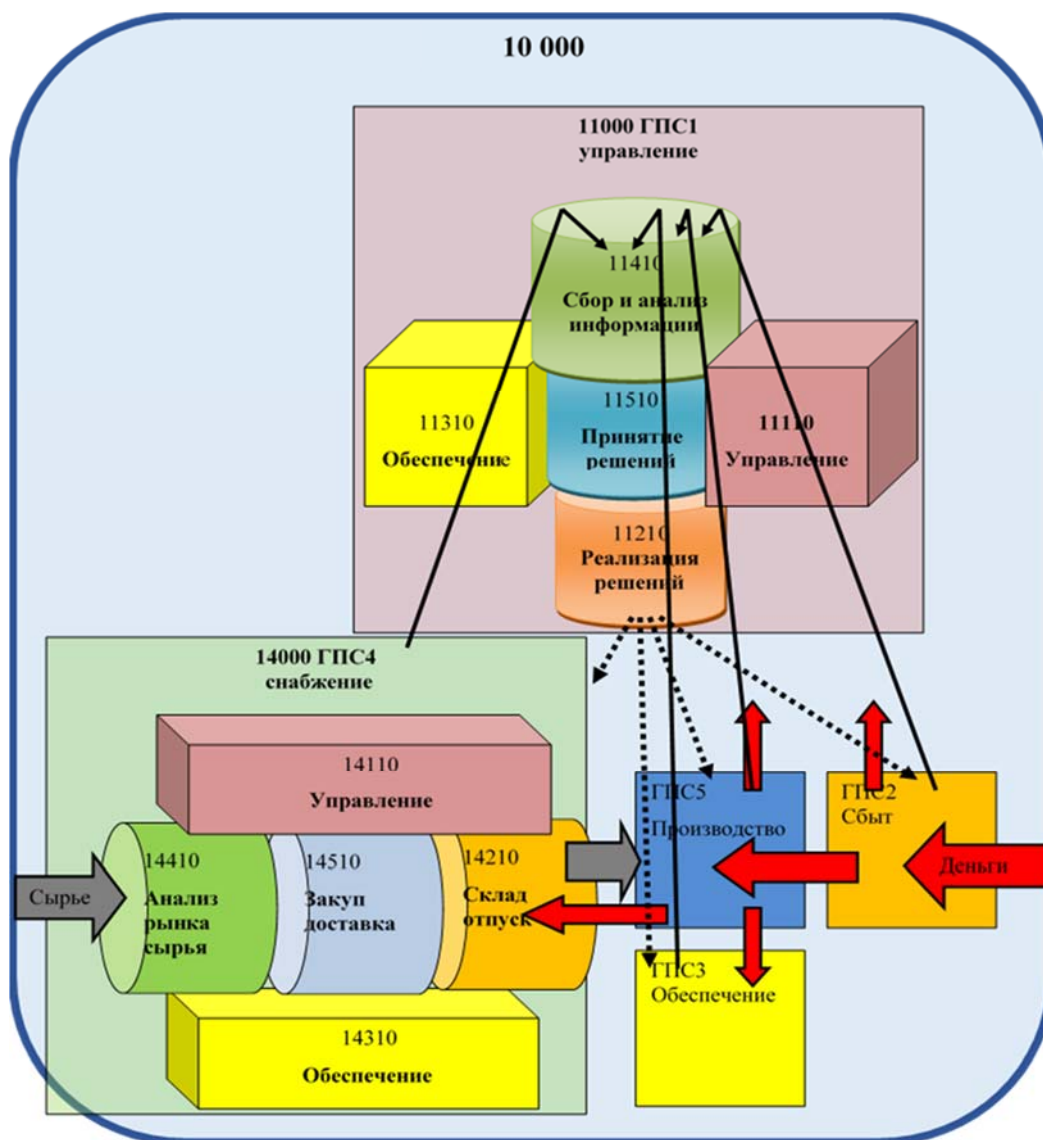 10 000
11000 ГПС1
управление
11410
Сбор и анализ
информации
11310
Обеспечение
11510
Принятие
решений
11110
Управление
11210
Реализация
решений
14000 ГПС4
снабжение
14110
Управление
Сырье
14410
Анализ
рынка
сырья
14510
Закуп
доставка
14210
Склад
отпуск
14310
Обеспечение
ГПС5
Производство
ГПС2
Сбыт
Деньги
ГПС3
Обеспечение